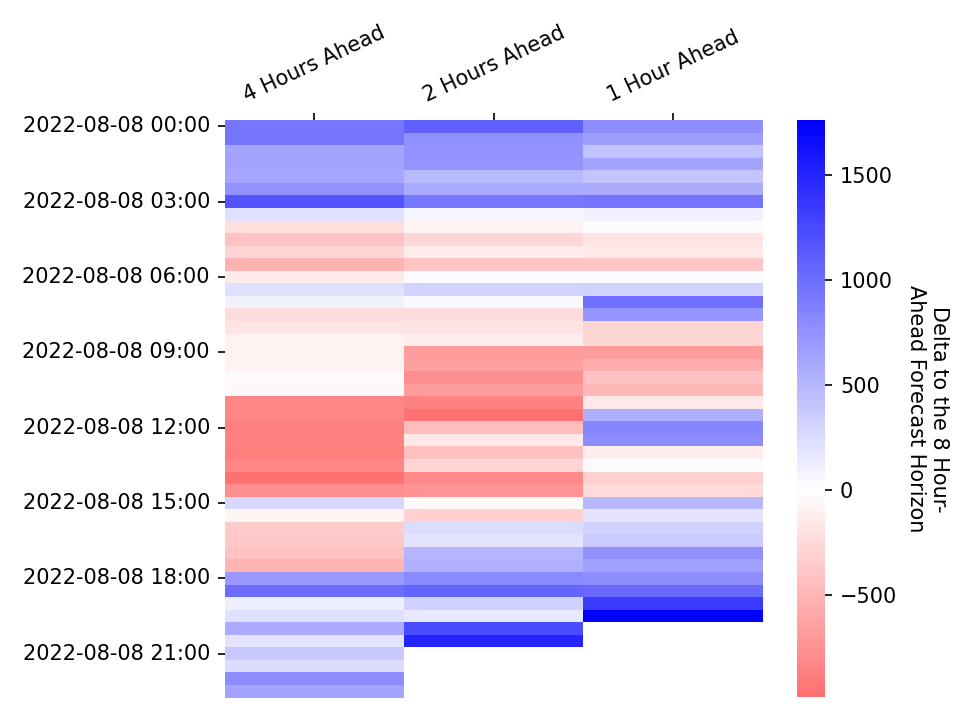 4 Hours Ahead
2 Hours Ahead
1 Hour Ahead
2022-08-08 00:00
2022-08-08 03:00
2022-08-08 06:00
2022-08-08 09:00
2022-08-08 12:00
2022-08-08 15:00
2022-08-08 18:00
2022-08-08 21:00
1500
1000
500
0
−500
Delta to the 8 Hour-
Ahead Forecast Horizon